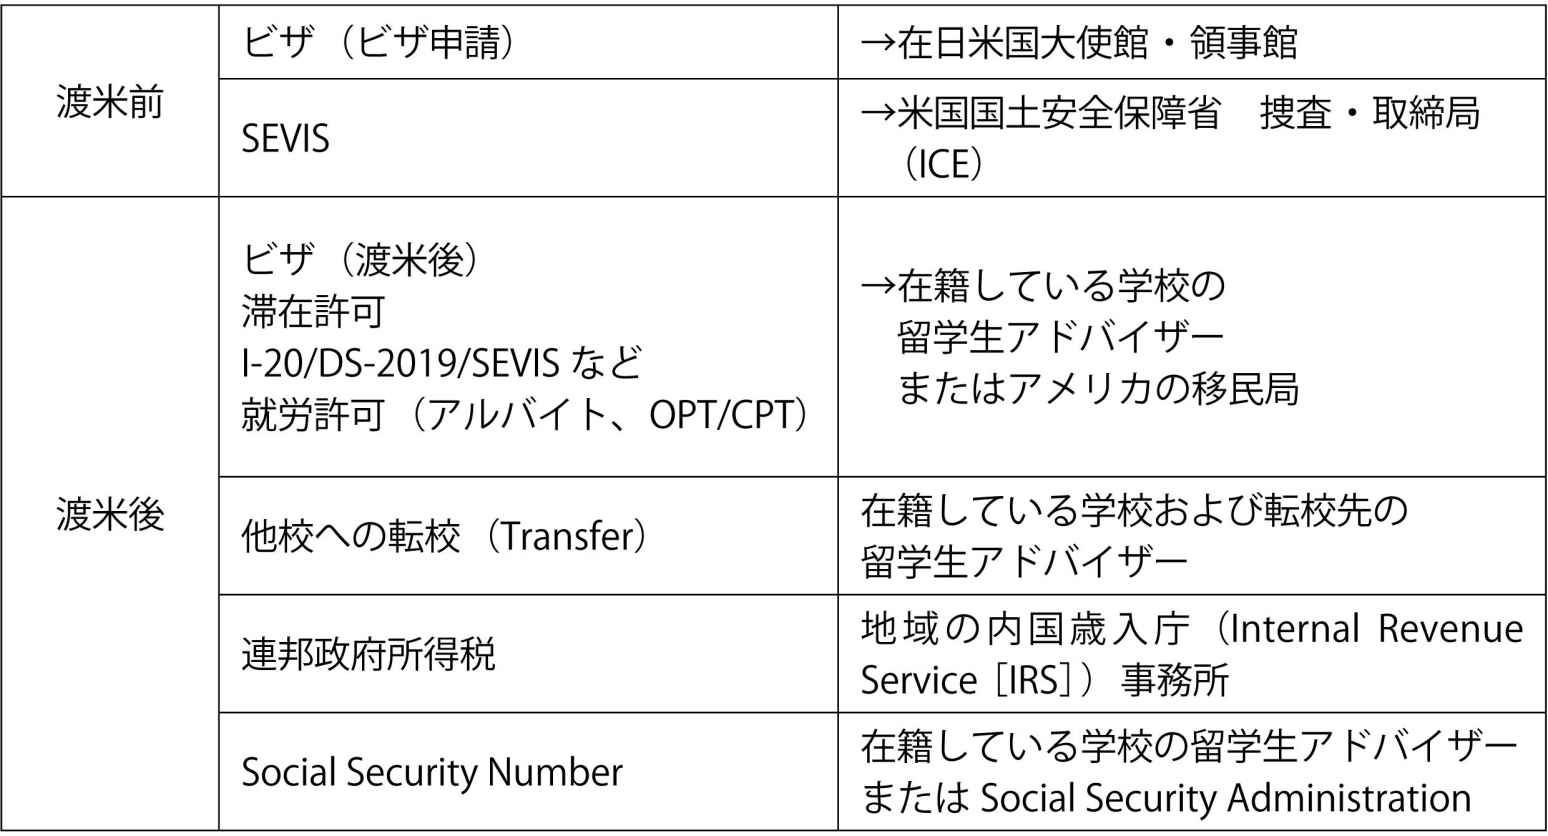 渡米前
ビザ（ビザ申請）
→在日米国大使館・領事館
SEVIS
→米国国土安全保障省　捜査・取締局
（ICE）
渡米後
ビザ（渡米後）
滞在許可
I-20/DS-2019/SEVIS など
就労許可（アルバイト、OPT/CPT）
→在籍している学校の
留学生アドバイザー
またはアメリカの移民局
他校への転校（Transfer）
在籍している学校および転校先の
留学生アドバイザー
連邦政府所得税
地域の内国歳入庁（Internal Revenue
Service［IRS］）事務所
Social Security Number
在籍している学校の留学生アドバイザー
または Social Security Administration